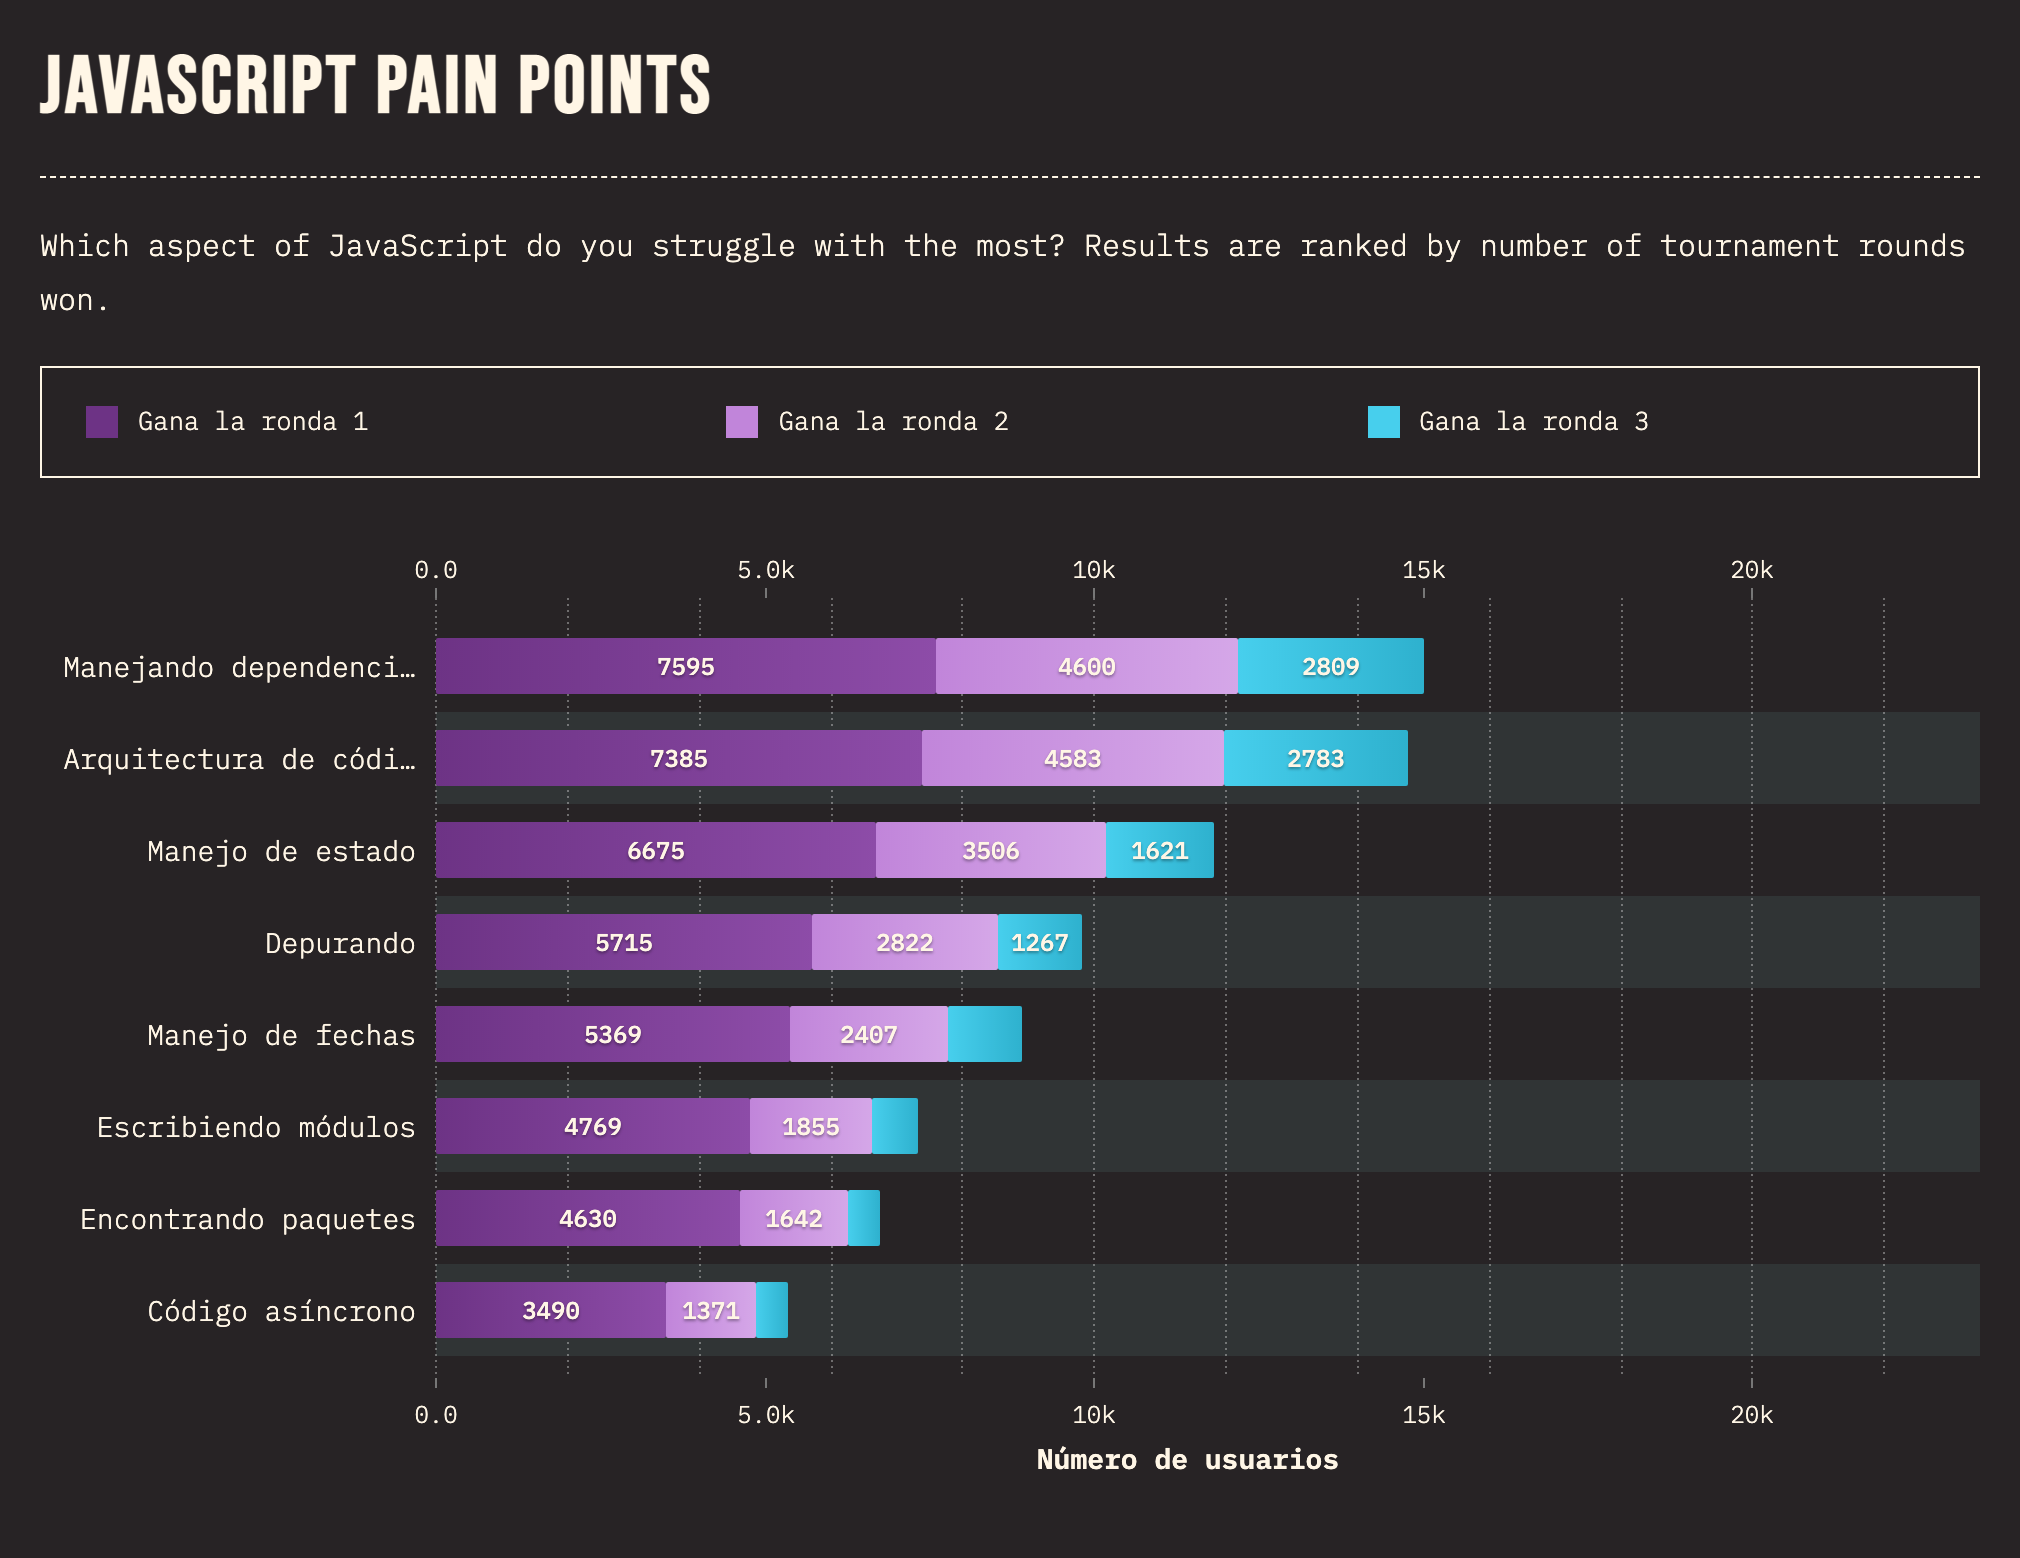 JAVASCRIPT PAIN POINTS
Which aspect of JavaScript do you struggle with the most? Results are ranked by number of tournament rounds
won.
Gana la ronda 1
Gana la ronda 2
Gana la ronda 3
0.0 5.0k 10k 15k 20k
Manejando dependenci… 7595 4600 2809
Arquitectura de códi… 7385 4583 2783
Manejo de estado 6675 3506 1621
Depurando 5715 2822 1267
Manejo de fechas 5369 2407
Escribiendo módulos 4769 1855
Encontrando paquetes 4630 1642
Código asíncrono 3490 1371
0.0 5.0k 10k 15k 20k
Número de usuarios